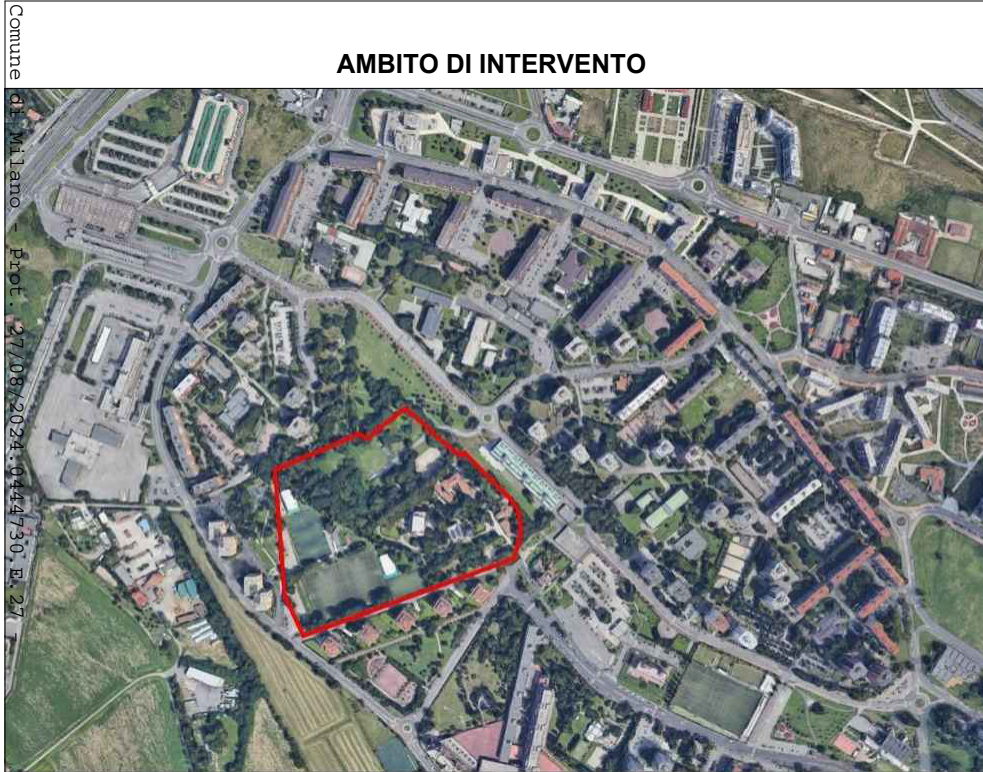 AMBITO DI INTERVENTO
Comune di Milano - Prot. 27/08/2024.0444730.E.27